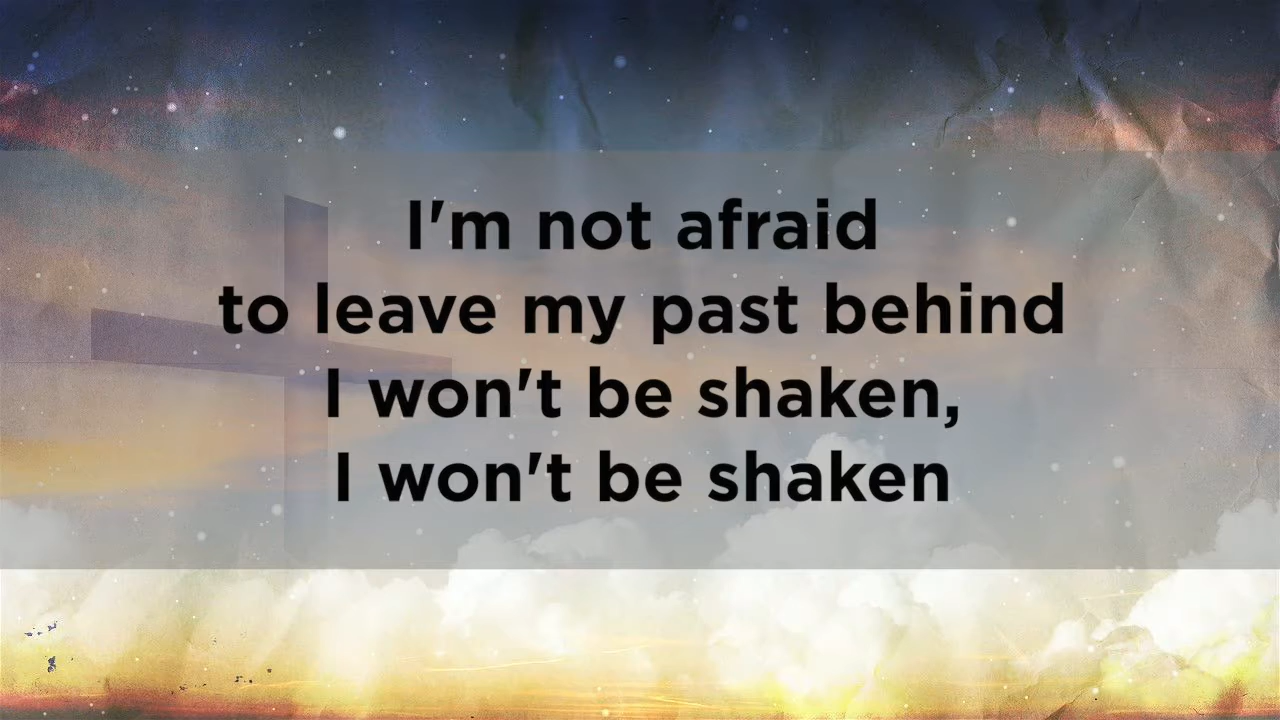 I'm not afraid
to leave my past behind
I won't be shaken,
I won't be shaken